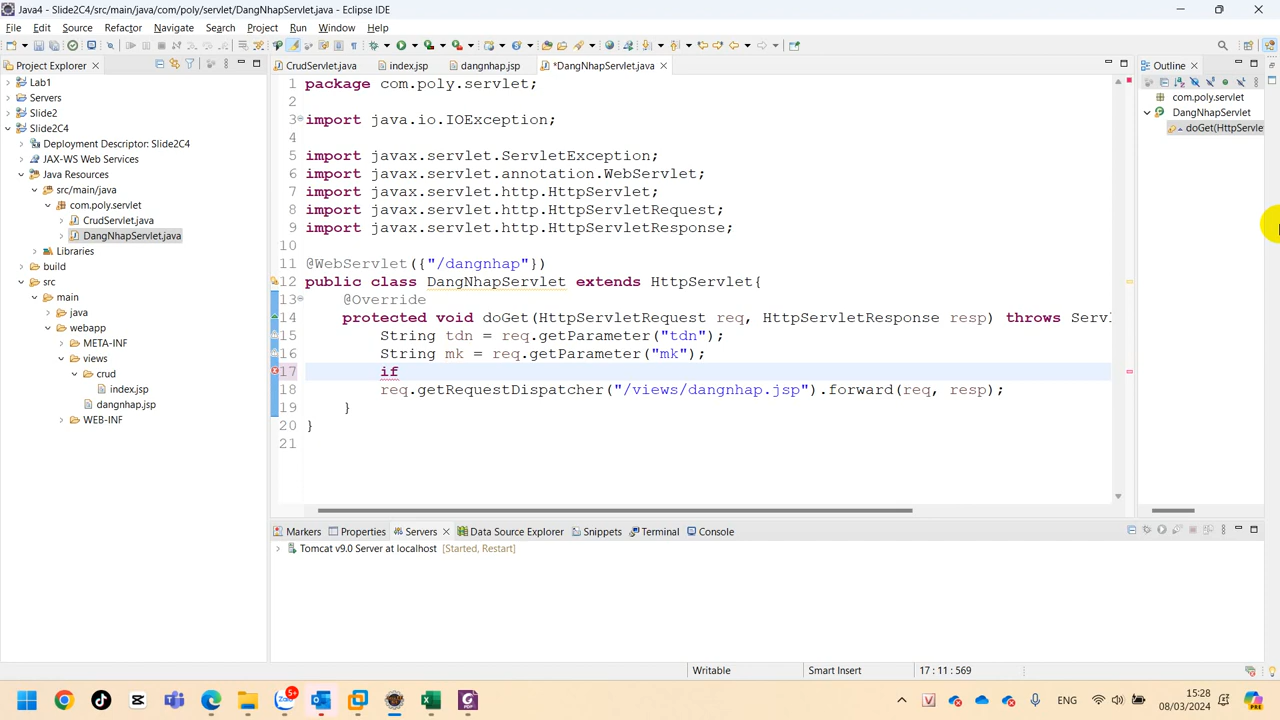 Java4 - Slide2C4/src/main/java/com/poly/servlet/DangNhapServlet.java - Eclipse IDE
File Edit Source Refactor Navigate Search Project Run Window Help
Project Explorer
Lab1
Servers
Slide2
Slide2C4
Deployment Descriptor: Slide2C4
JAX-WS Web Services
Java Resources
src/main/java
com.poly.servlet
CrudServlet.java
DangNhapServlet.java
Libraries
build
src
main
java
webapp
META-INF
views
crud
index.jsp
dangnhap.jsp
WEB-INF
CrudServlet.java index.jsp dangnhap.jsp *DangNhapServlet.java
1 package com.poly.servlet;
2
3 import java.io.IOException;
4
5 import javax.servlet.ServletException;
6 import javax.servlet.annotation.WebServlet;
7 import javax.servlet.http.HttpServlet;
8 import javax.servlet.http.HttpServletRequest;
9 import javax.servlet.http.HttpServletResponse;
10
11 @WebServlet({"/dangnhap"})
12 public class DangNhapServlet extends HttpServlet{
13 @Override
14 protected void doGet(HttpServletRequest req, HttpServletResponse resp) throws Servl
15 String tdn = req.getParameter("tdn");
16 String mk = req.getParameter("mk");
17 if
18 req.getRequestDispatcher("/views/dangnhap.jsp").forward(req, resp);
19 }
20 }
21
Outline
com.poly.servlet
DangNhapServlet
doGet(HttpServle
Markers Properties Servers Data Source Explorer Snippets Terminal Console
Tomcat v9.0 Server at localhost [Started, Restart]
Writable Smart Insert 17 : 11 : 569
5+
Zalo
ENG
15:28
08/03/2024
PRE